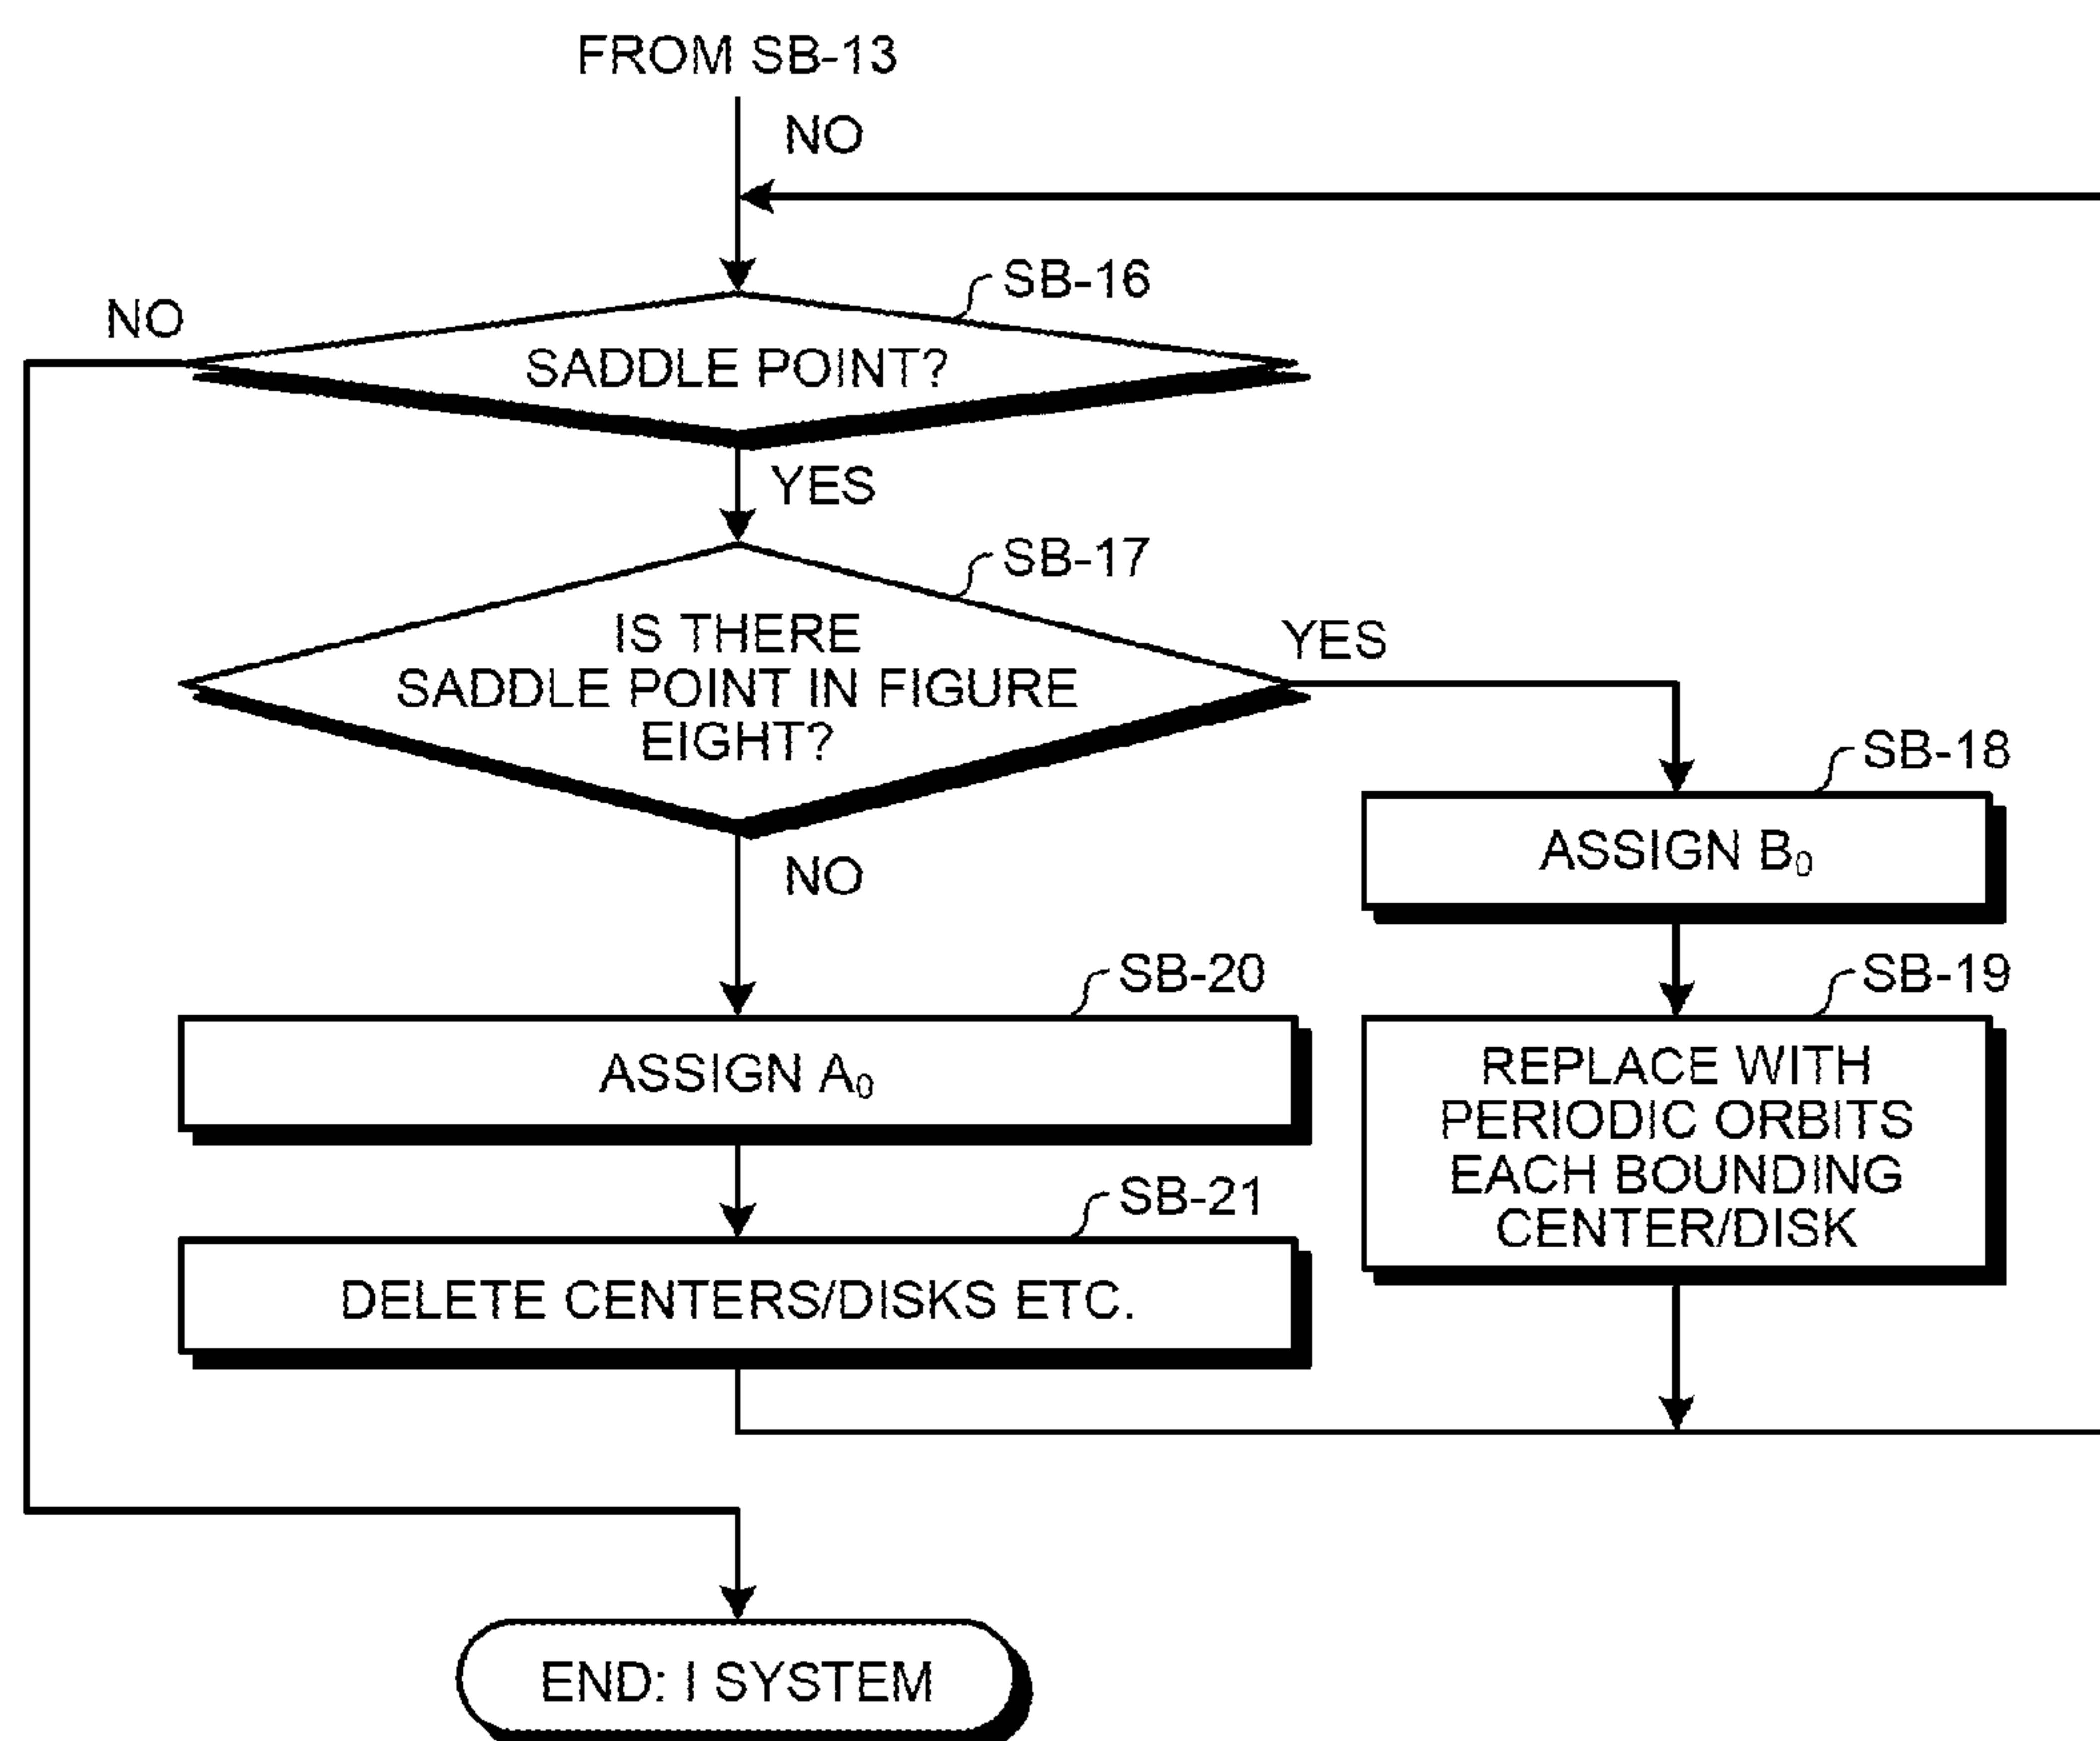 FROM SB-13
NO
SB-16
NO
SADDLE POINT?
YES
SB-17
IS THERE
SADDLE POINT IN FIGURE
EIGHT?
YES
NO
SB-18
ASSIGN B₀
SB-20
ASSIGN A₀
SB-19
REPLACE WITH
PERIODIC ORBITS
EACH BOUNDING
CENTER/DISK
SB-21
DELETE CENTERS/DISKS ETC.
END: I SYSTEM